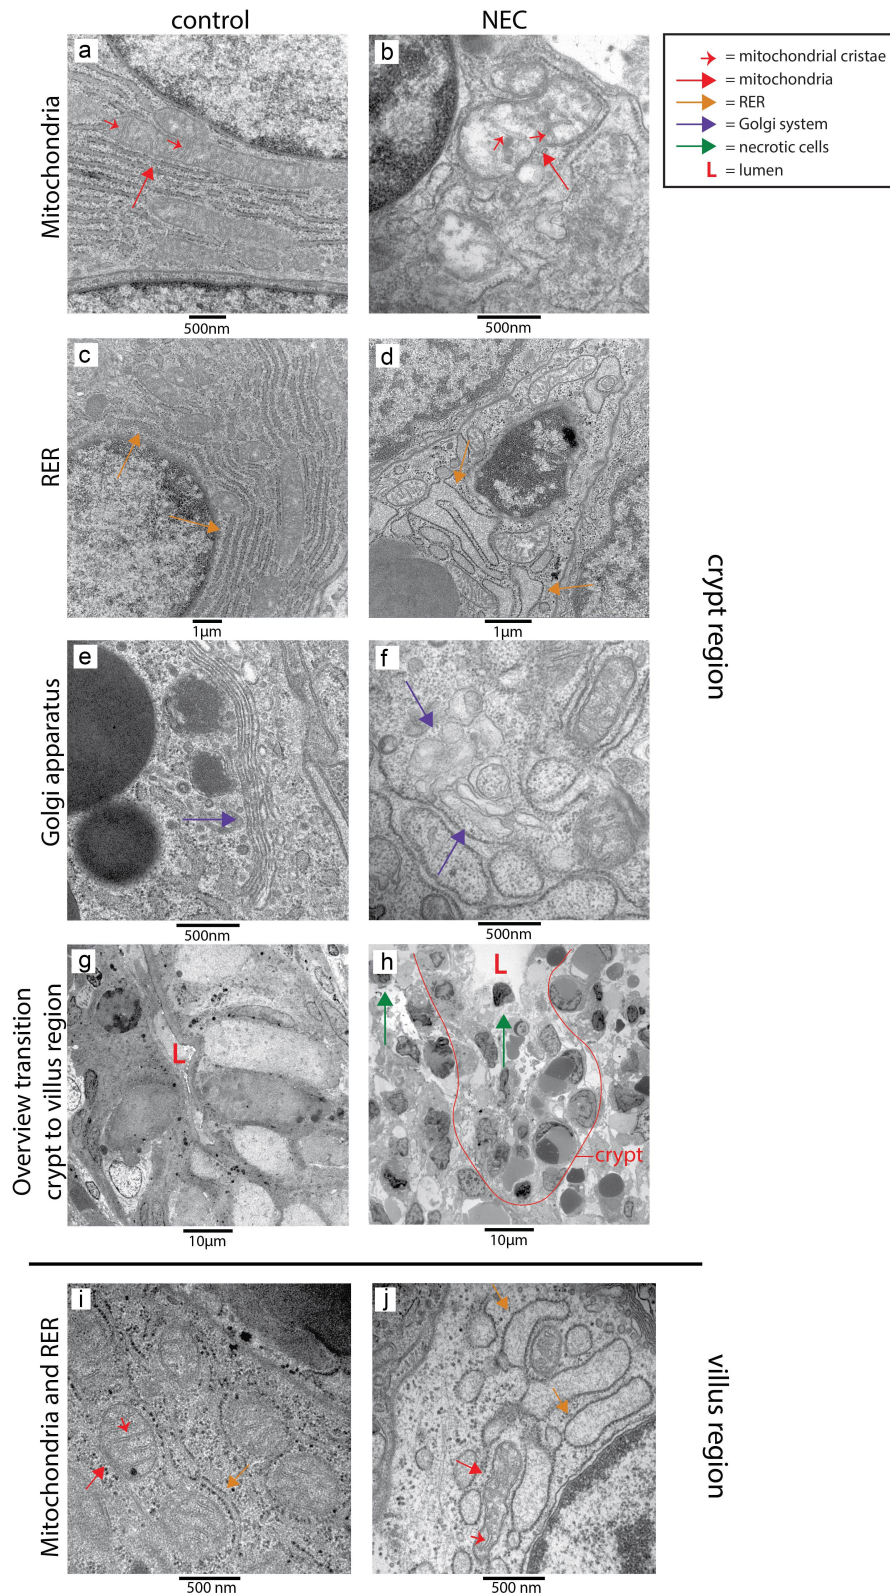 control
NEC
a
b
Mitochondria
500nm
500nm
= mitochondrial cristae
= mitochondria
= RER
= Golgi system
= necrotic cells
L = lumen
c
d
RER
1µm
1µm
e
f
Golgi apparatus
500nm
500nm
crypt region
g
h
L
L
crypt
Overview transition
crypt to villus region
10µm
10µm
i
j
Mitochondria and RER
500 nm
500 nm
villus region